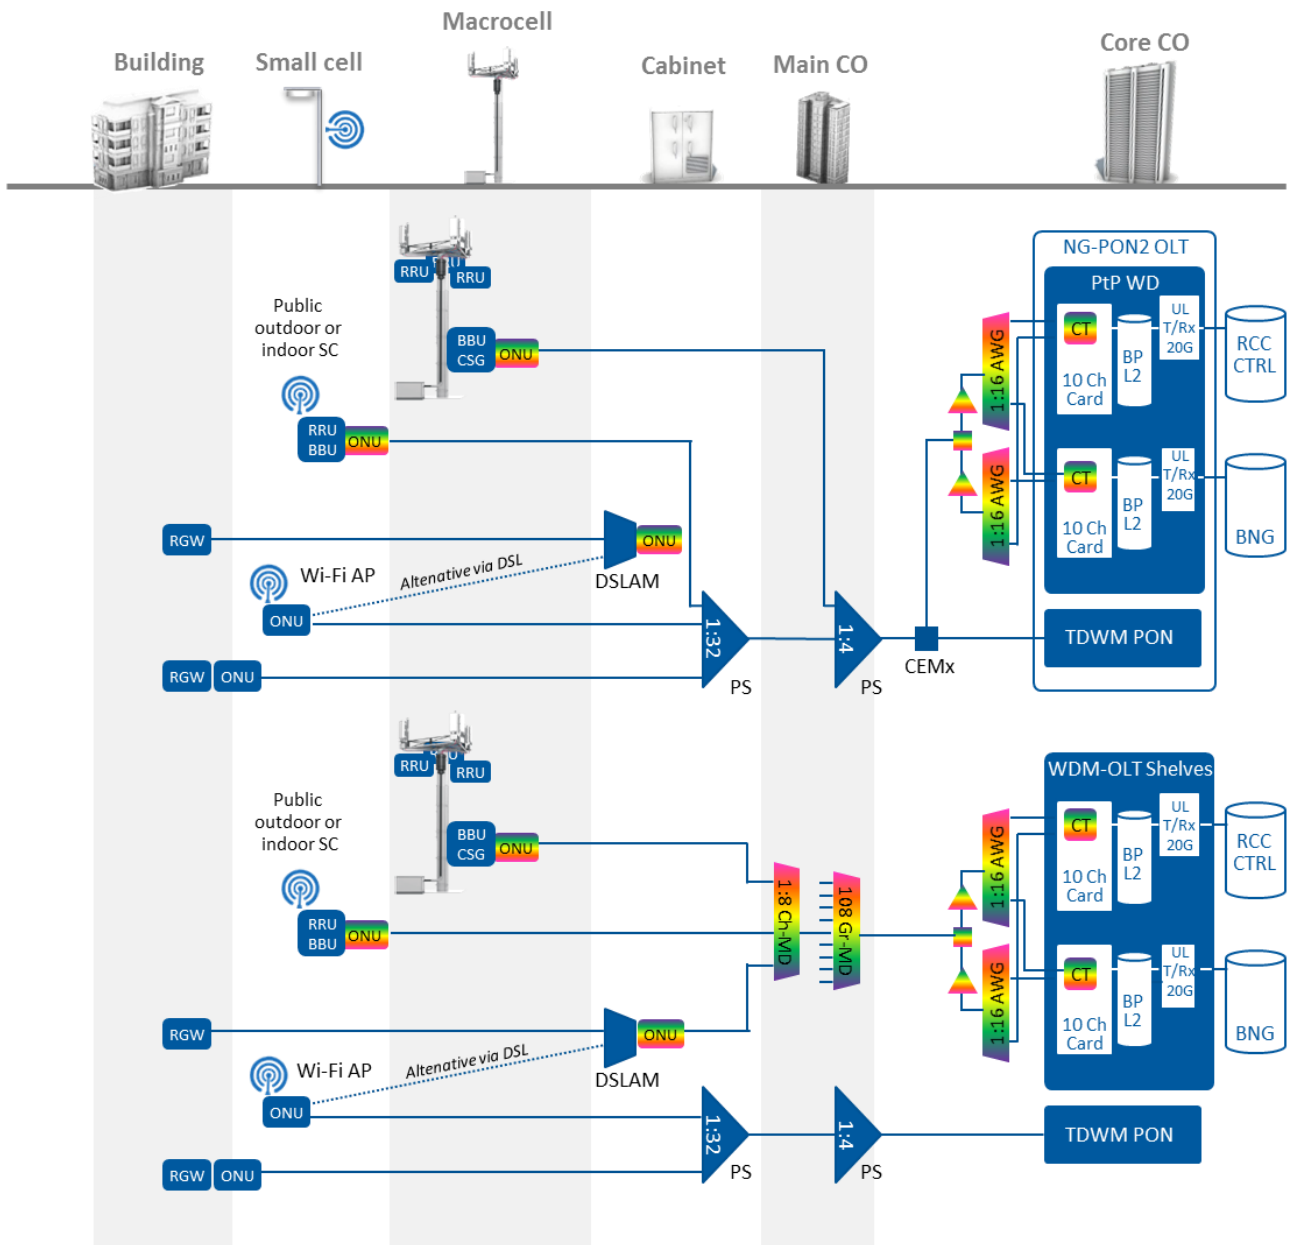 Building
Small cell
Macrocell
Cabinet
Main CO
Core CO
NG-PON2 OLT
PtP WD
RRU
RRU
RRU
Public
outdoor or
indoor SC
BBU
CSG
ONU
RRU
BBU
ONU
RGW
ONU
DSLAM
Wi-Fi AP
Altenative via DSL
ONU
RGW
ONU
1:32
PS
1:4
PS
CEMx
1:16 AWG
1:16 AWG
CT
10 Ch
Card
BP
L2
UL
T/Rx
20G
RCC
CTRL
CT
10 Ch
Card
BP
L2
UL
T/Rx
20G
BNG
TDWM PON
RRU
RRU
Public
outdoor or
indoor SC
BBU
CSG
ONU
RRU
BBU
ONU
RGW
ONU
DSLAM
Wi-Fi AP
Altenative via DSL
ONU
RGW
ONU
1:32
PS
1:4
PS
1:8 Ch-MD
108 Gr-MD
1:16 AWG
1:16 AWG
WDM-OLT Shelves
CT
10 Ch
Card
BP
L2
UL
T/Rx
20G
RCC
CTRL
CT
10 Ch
Card
BP
L2
UL
T/Rx
20G
BNG
TDWM PON